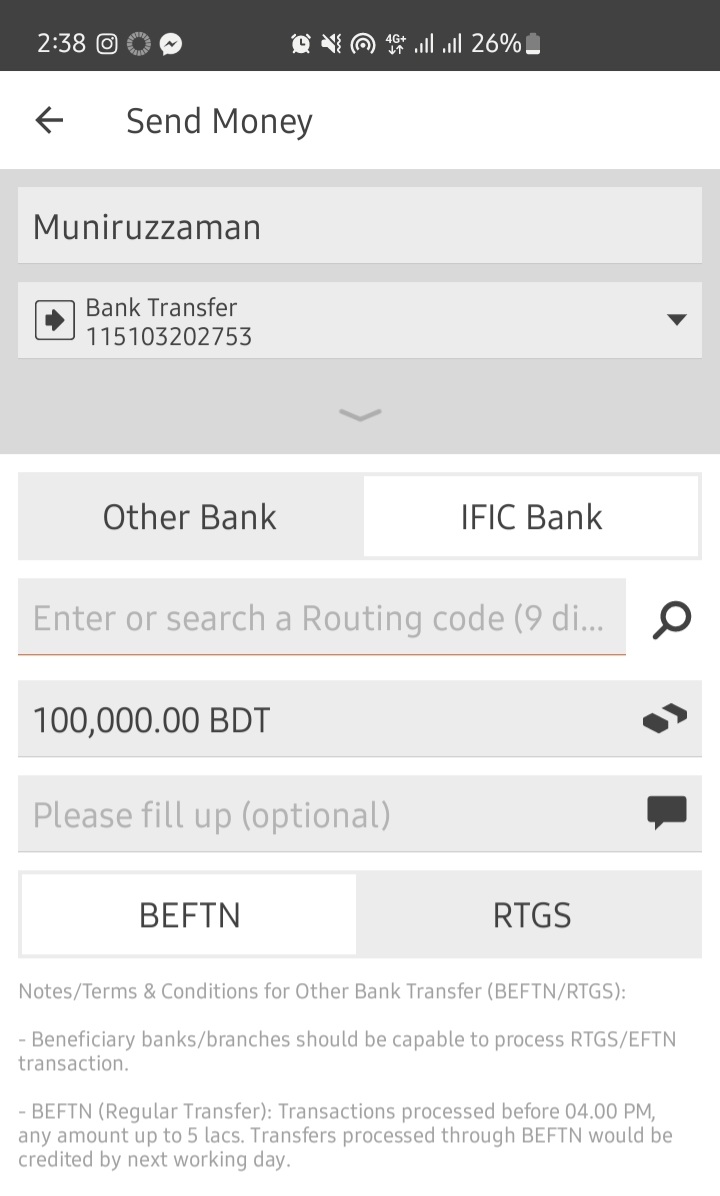 2:38 4G+ 26%
Send Money
Muniruzzaman
Bank Transfer
115103202753
Other Bank IFIC Bank
Enter or search a Routing code (9 di...
100,000.00 BDT
Please fill up (optional)
BEFTN RTGS
Notes/Terms & Conditions for Other Bank Transfer (BEFTN/RTGS):
- Beneficiary banks/branches should be capable to process RTGS/EFTN
transaction.
- BEFTN (Regular Transfer): Transactions processed before 04.00 PM,
any amount up to 5 lacs. Transfers processed through BEFTN would be
credited by next working day.